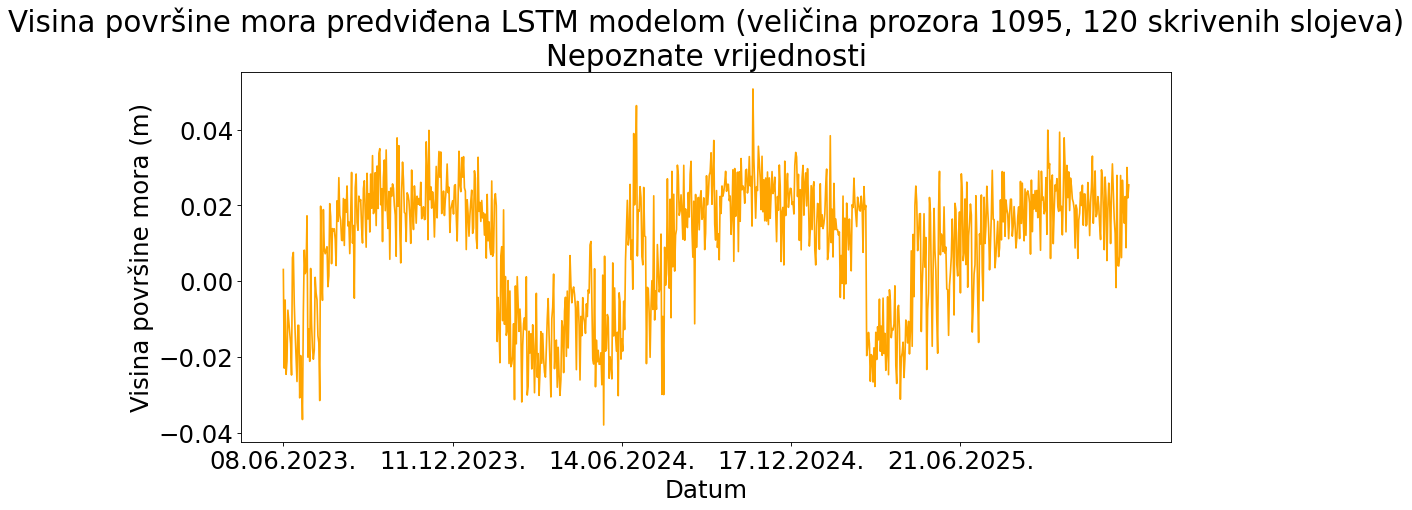 Visina površine mora predviđena LSTM modelom (veličina prozora 1095, 120 skrivenih slojeva)
Nepoznate vrijednosti
Visina površine mora (m)
0.04
0.02
0.00
−0.02
−0.04
08.06.2023. 11.12.2023. 14.06.2024. 17.12.2024. 21.06.2025.
Datum